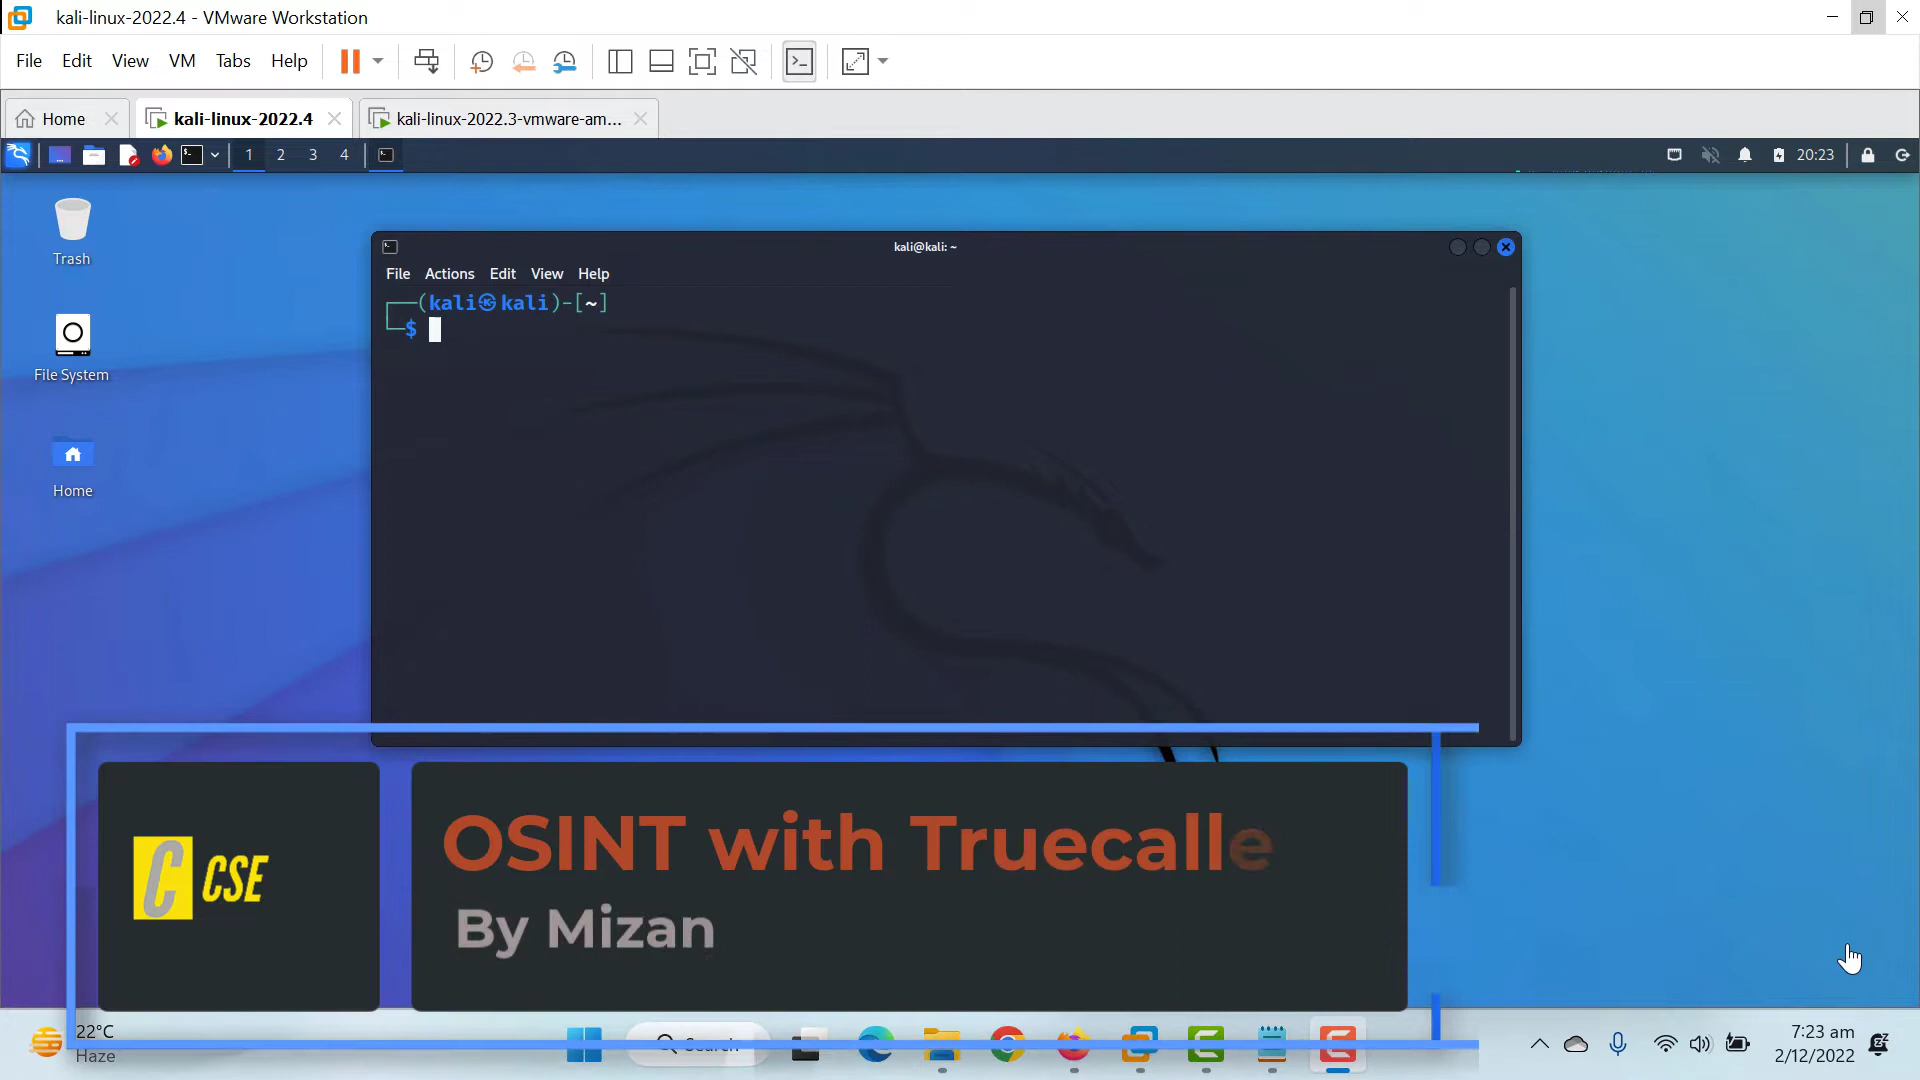 kali-linux-2022.4 - VMware Workstation
File Edit View VM Tabs Help
Home kali-linux-2022.4 kali-linux-2022.3-vmware-am...
1 2 3 4 20:23
Trash
File System
Home
kali@kali: ~
File Actions Edit View Help
(kali㉿kali)-[~]
$
C CSE
OSINT with Truecalle
By Mizan
22°C
Haze
Search
7:23 am
2/12/2022